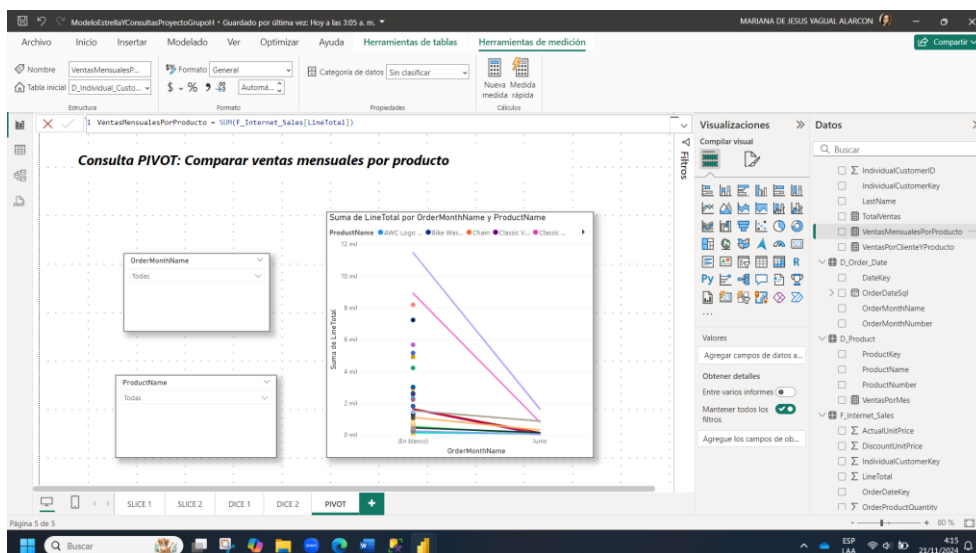 ModeloEstrellaYConsultasProyectoGrupoH • Guardado por última vez: Hoy a las 3:05 a. m.
MARIANA DE JESUS YAGUAL ALARCON
Archivo Inicio Insertar Modelado Ver Optimizar Ayuda Herramientas de tablas Herramientas de medición
Compartir
Nombre VentasMensualesP...
Formato General
Categoría de datos Sin clasificar
Tabla inicial D_Individual_Custo...
$ % 9 Automá...
Nueva medida
Medida rápida
Estructura Formato Propiedades Cálculos
1 VentasMensualesPorProducto = SUM(F_Internet_Sales[LineTotal])
Consulta PIVOT: Comparar ventas mensuales por producto
OrderMonthName
Todas
ProductName
Todas
Suma de LineTotal por OrderMonthName y ProductName
ProductName AWC Logo ... Bike Was... Chain Classic V... Classic ...
12 mil
10 mil
8 mil
6 mil
4 mil
2 mil
0 mil
Suma de LineTotal
(En blanco) Junio
OrderMonthName
Filtros
Visualizaciones
Compilar visual
Valores
Agregar campos de datos a...
Obtener detalles
Entre varios informes
Mantener todos los filtros
Agregue los campos de ob...
Datos
Buscar
IndividualCustomerID
IndividualCustomerKey
LastName
TotalVentas
VentasMensualesPorProducto
VentasPorClienteYProducto
D_Order_Date
DateKey
OrderDateSql
OrderMonthName
OrderMonthNumber
D_Product
ProductKey
ProductName
ProductNumber
VentasPorMes
F_Internet_Sales
ActualUnitPrice
DiscountUnitPrice
IndividualCustomerKey
LineTotal
OrderDateKey
OrderProductQuantity
SLICE 1 SLICE 2 DICE 1 DICE 2 PIVOT
Página 5 de 5
80 %
Buscar
ESP
LAA
4:15
21/11/2024